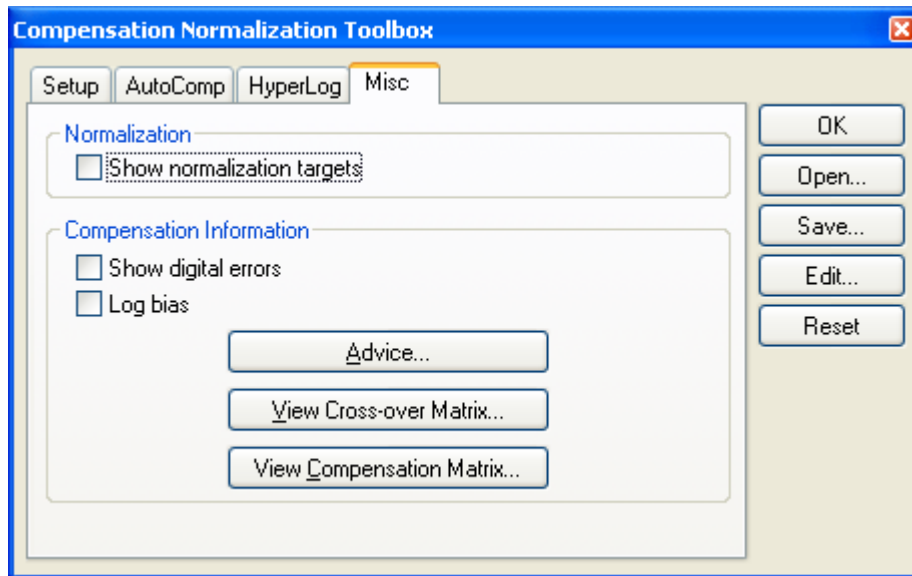 Compensation Normalization Toolbox
Setup AutoComp HyperLog Misc
Normalization
Show normalization targets
Compensation Information
Show digital errors
Log bias
Advice...
View Cross-over Matrix...
View Compensation Matrix...
OK
Open...
Save...
Edit...
Reset